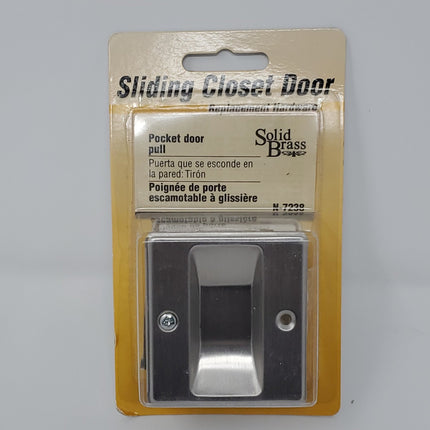 Sliding Closet Door
Replacement Hardware
Pocket door
pull
Solid
Brass
Puerta que se esconde en
la pared: Tirón
Poignée de porte
escamotable à glissière
N-7238